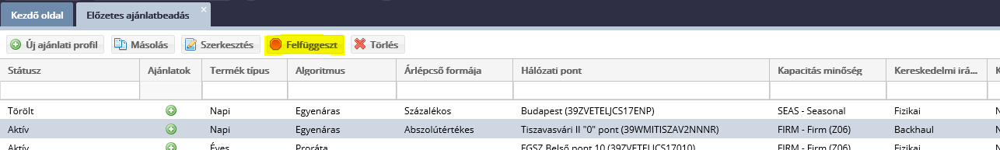 Kezdő oldal Előzetes ajánlatbeadás
Új ajánlati profil Másolás Szerkesztés Felfüggeszt Törlés
Státusz Ajánlatok Termék típus Algoritmus Árlépcső formája Hálózati pont Kapacitás minőség Kereskedelmi irá... K
Törölt Napi Egyenáras Százalékos Budapest (39ZVETELJCS17ENP) SEAS - Seasonal Fizikai N
Aktív Napi Egyenáras Abszolútértékes Tiszavasvári II "0" pont (39WMITISZAV2NNNR) FIRM - Firm (Z06) Backhaul N
Aktív Éves Proráta FGSZ Belső pont 10 (39ZVETELJCS17010) FIRM - Firm (Z06) Fizikai N